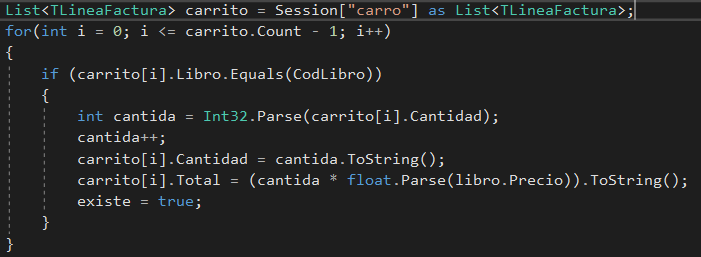 List<TLineaFactura> carrito = Session["carro"] as List<TLineaFactura>;
for(int i = 0; i <= carrito.Count - 1; i++)
{
    if (carrito[i].Libro.Equals(CodLibro))
    {
        int cantida = Int32.Parse(carrito[i].Cantidad);
        cantida++;
        carrito[i].Cantidad = cantida.ToString();
        carrito[i].Total = (cantida * float.Parse(libro.Precio)).ToString();
        existe = true;
    }
}